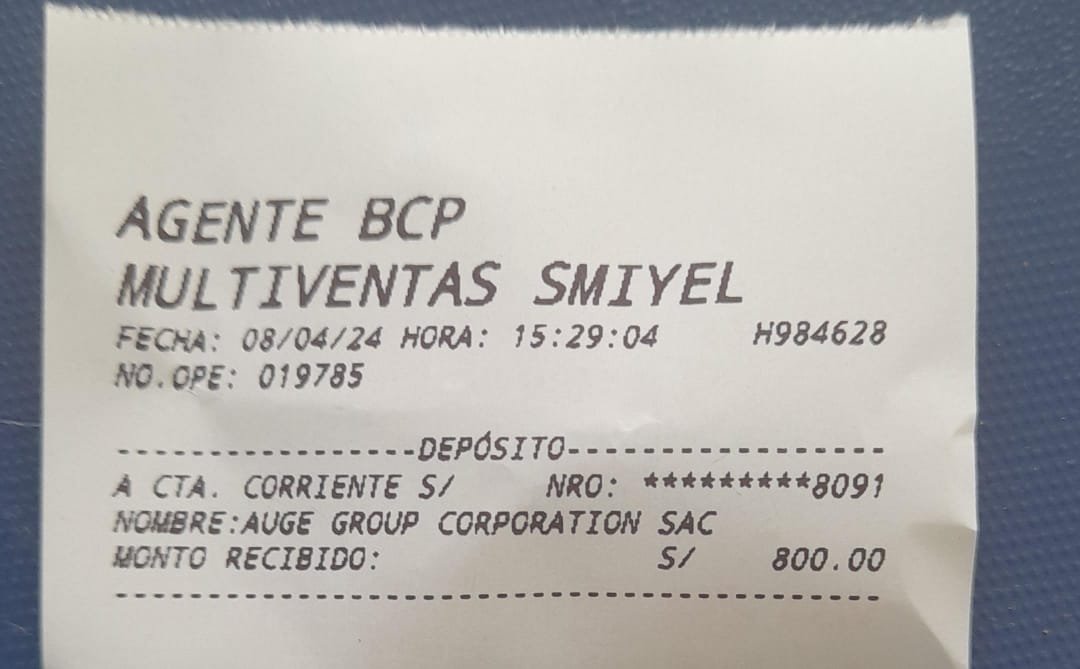 AGENTE BCP
MULTIVENTAS SMIYEL
FECHA: 08/04/24 HORA: 15:29:04 H984628
NO.OPE: 019785
-----------------DEPÓSITO------------------
A CTA. CORRIENTE S/ NRO: *********8091
NOMBRE:AUGE GROUP CORPORATION SAC
MONTO RECIBIDO: S/ 800.00
-------------------------------------------